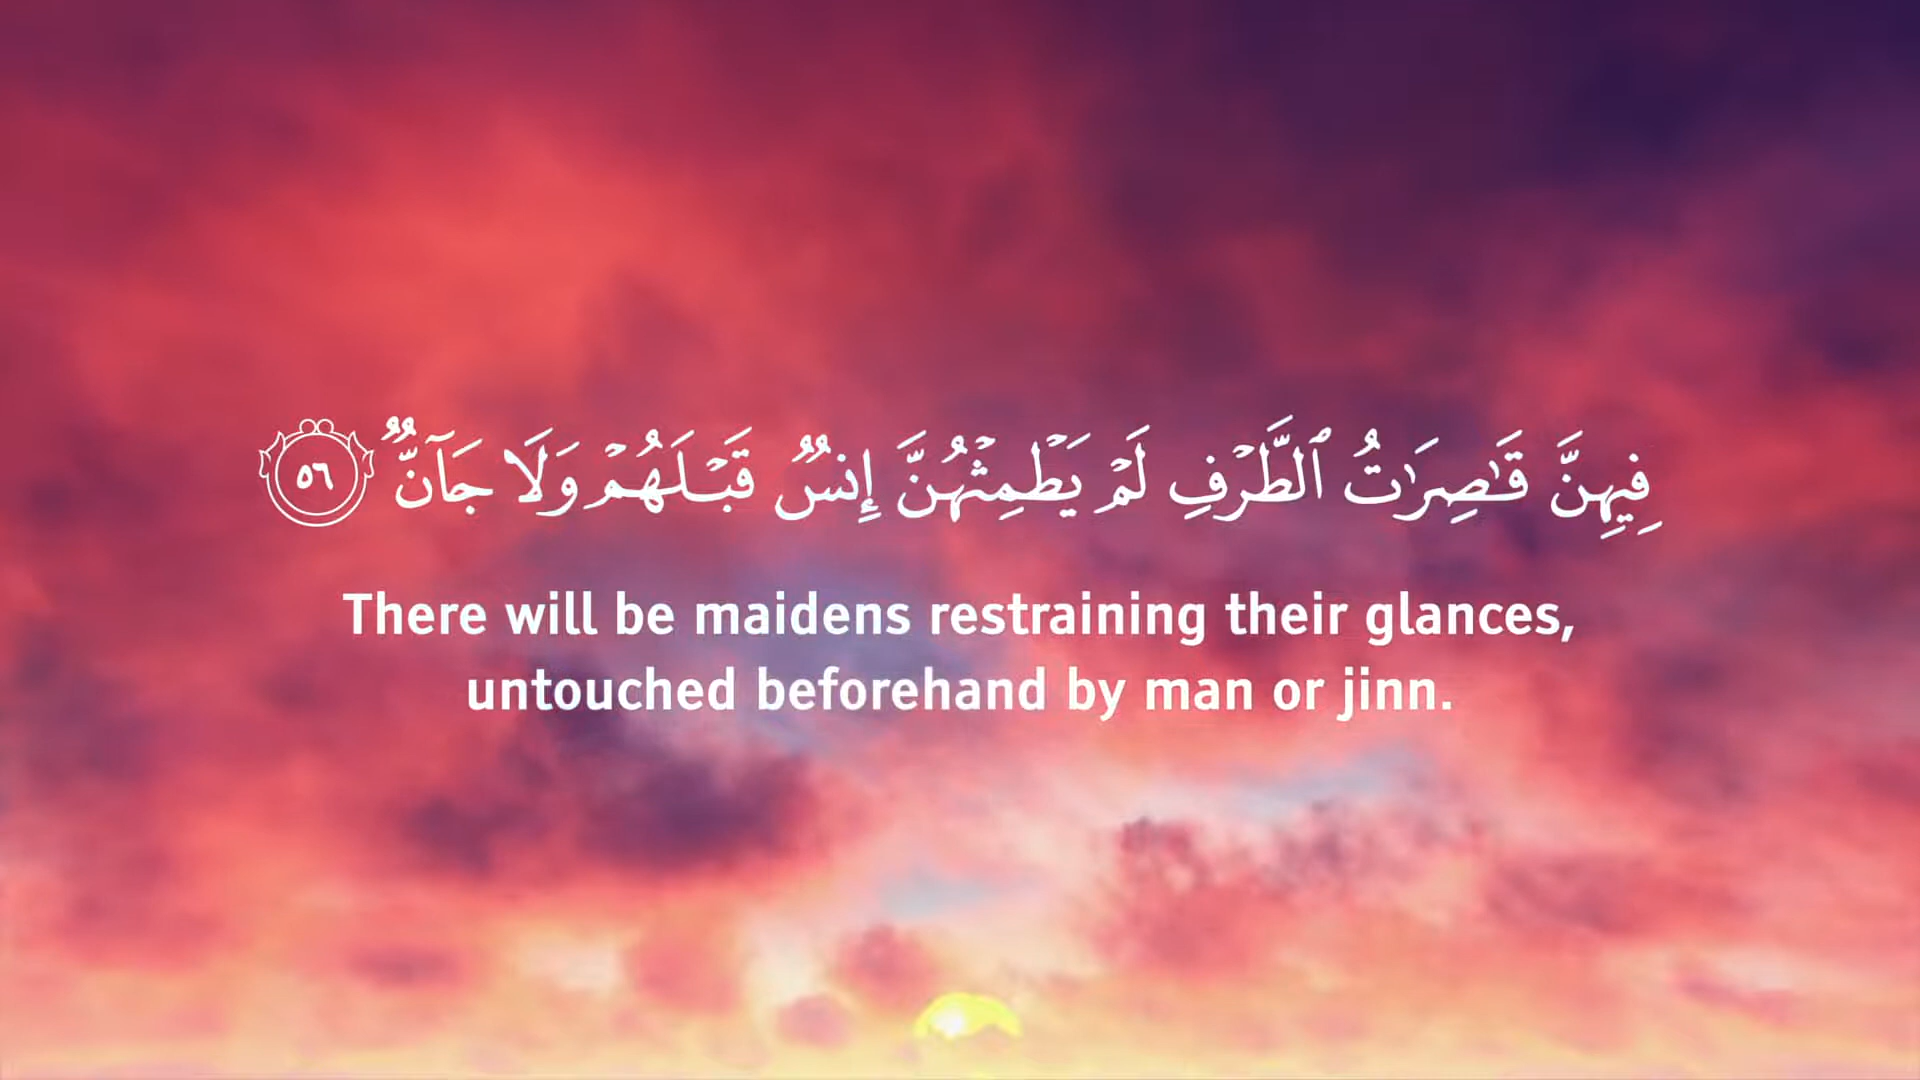 فِيهِنَّ قَـٰصِرَٰتُ ٱلطَّرْفِ لَمْ يَطْمِثْهُنَّ إِنسٌ قَبْلَهُمْ وَلَا جَآنٌّ ٥٦
There will be maidens restraining their glances,
untouched beforehand by man or jinn.